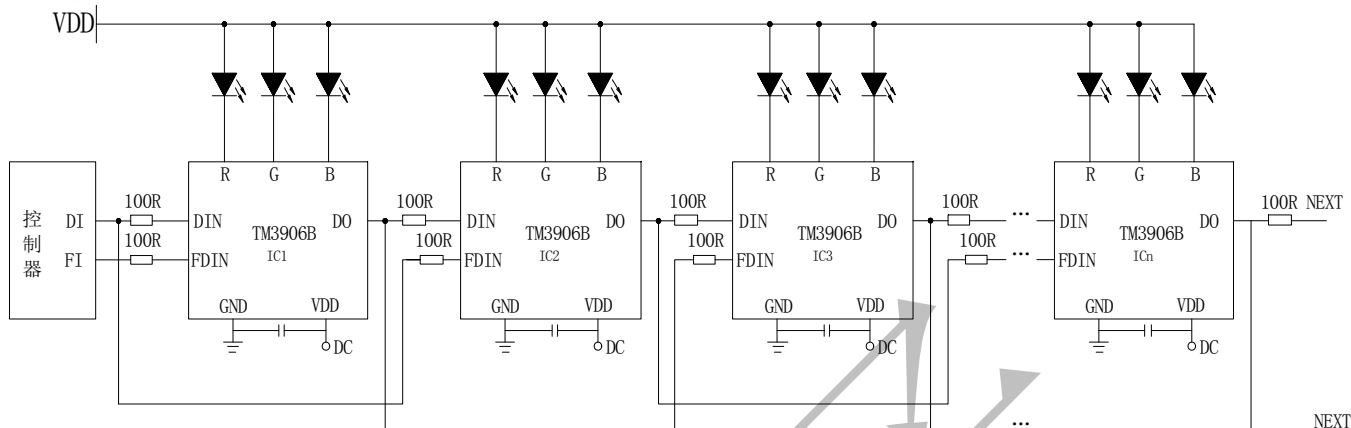 VDD
R G B
R G B
R G B
R G B
控制器
DI
FI
100R
100R
DIN
FDIN
DO
TM3906B
IC1
GND
VDD
DC
100R
100R
DIN
FDIN
DO
TM3906B
IC2
GND
VDD
DC
100R
100R
DIN
FDIN
DO
TM3906B
IC3
GND
VDD
DC
100R
100R
...
...
DIN
FDIN
DO
TM3906B
ICn
GND
VDD
DC
100R NEXT
...
NEXT